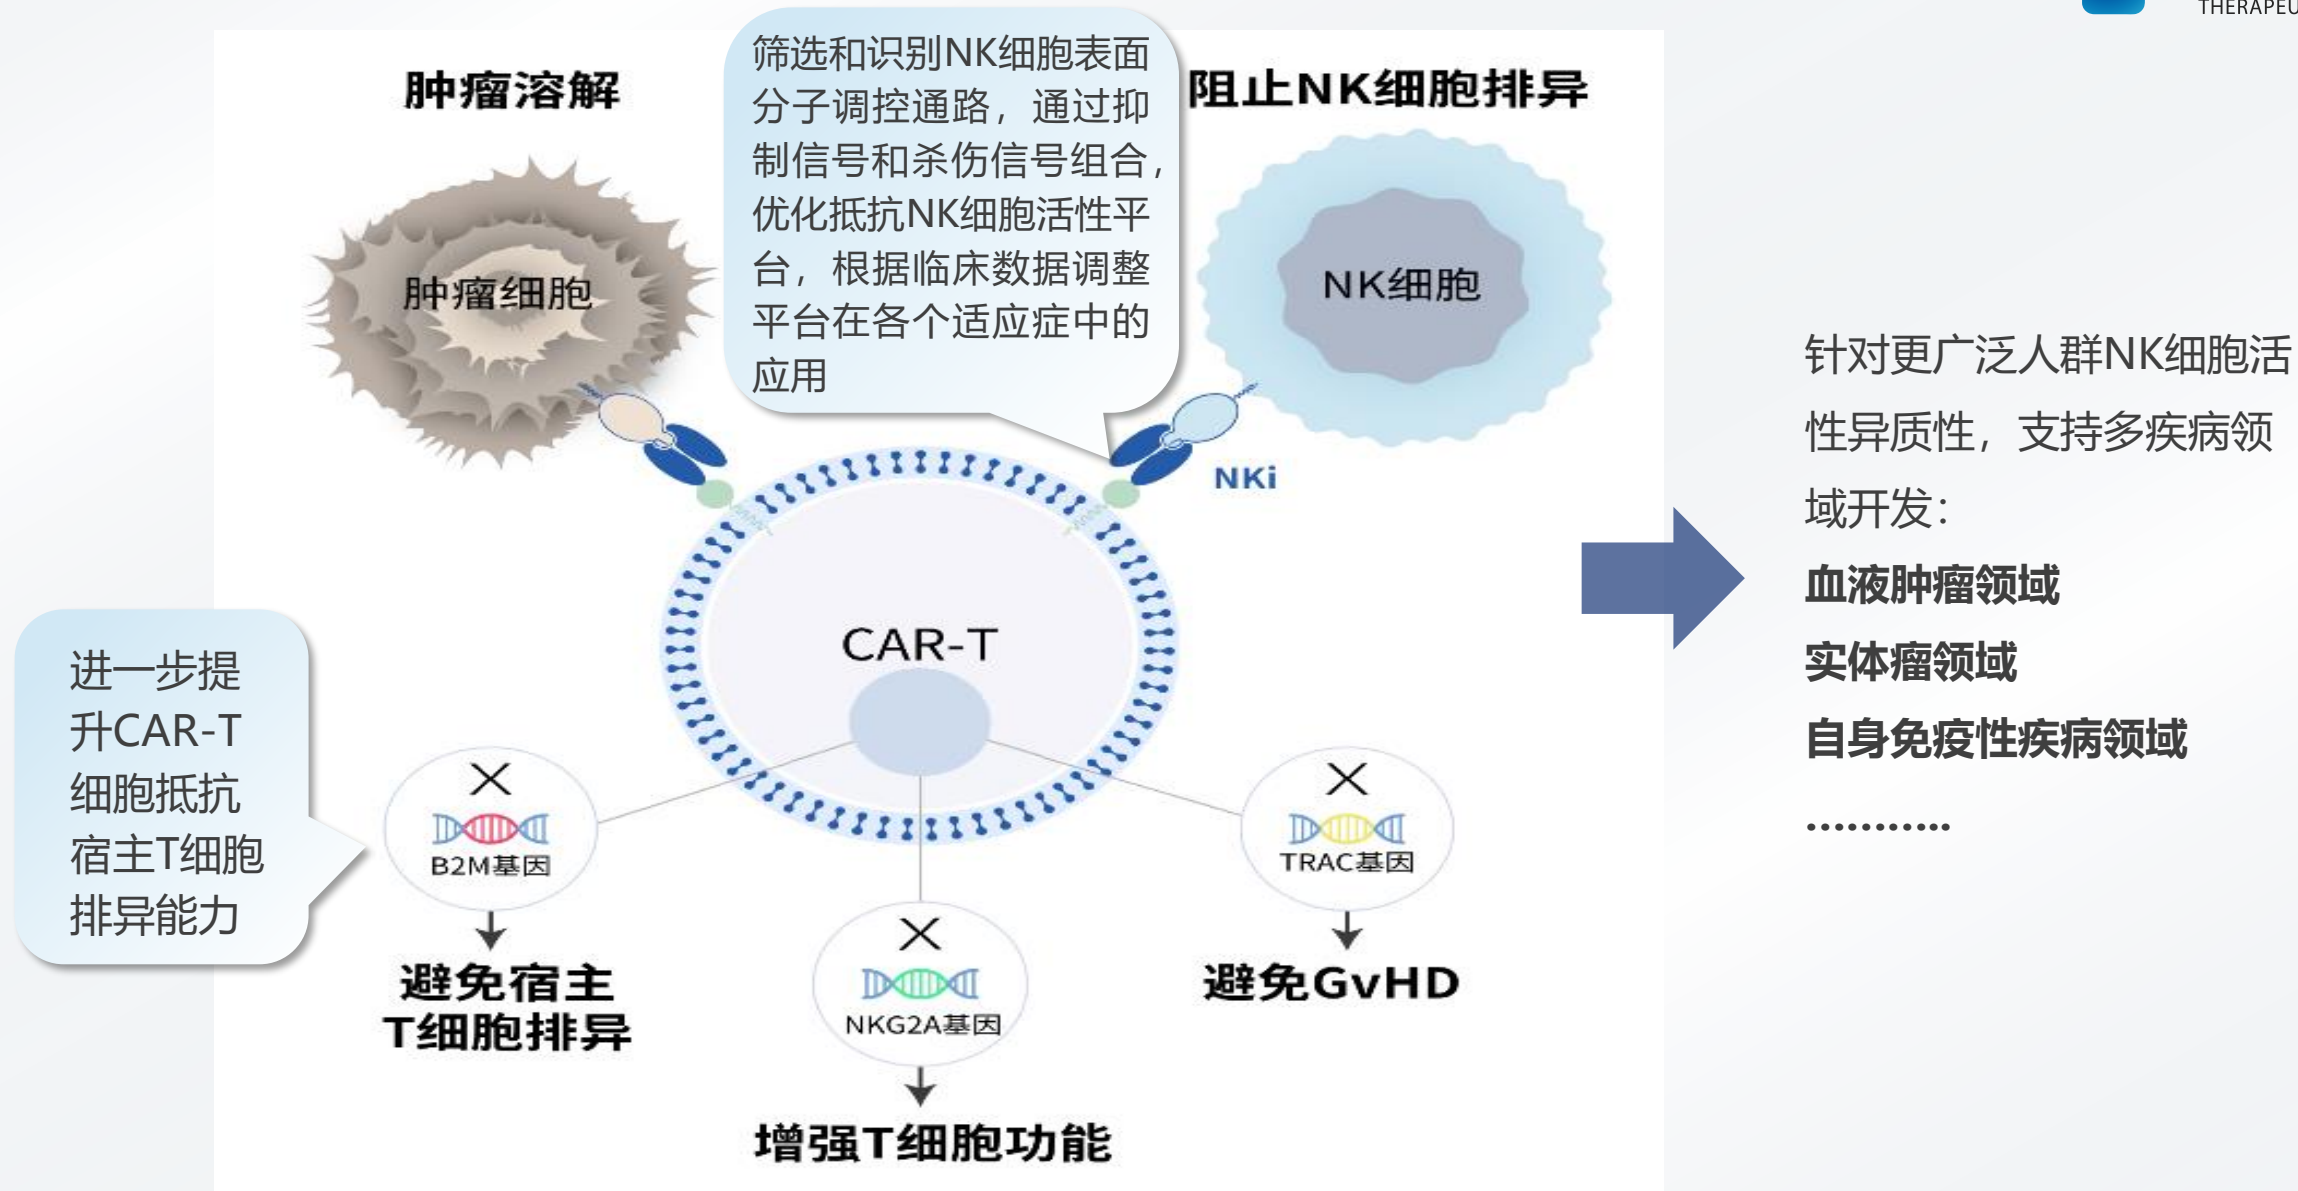 THERAPEU
肿瘤溶解
筛选和识别NK细胞表面
分子调控通路，通过抑
制信号和杀伤信号组合，
优化抵抗NK细胞活性平
台，根据临床数据调整
平台在各个适应症中的
应用
阻止NK细胞排异
肿瘤细胞
NK细胞
NKi
CAR-T
进一步提
升CAR-T
细胞抵抗
宿主T细胞
排异能力
B2M基因
避免宿主
T细胞排异
NKG2A基因
增强T细胞功能
TRAC基因
避免GvHD
针对更广泛人群NK细胞活
性异质性，支持多疾病领
域开发：
血液肿瘤领域
实体瘤领域
自身免疫性疾病领域
...........